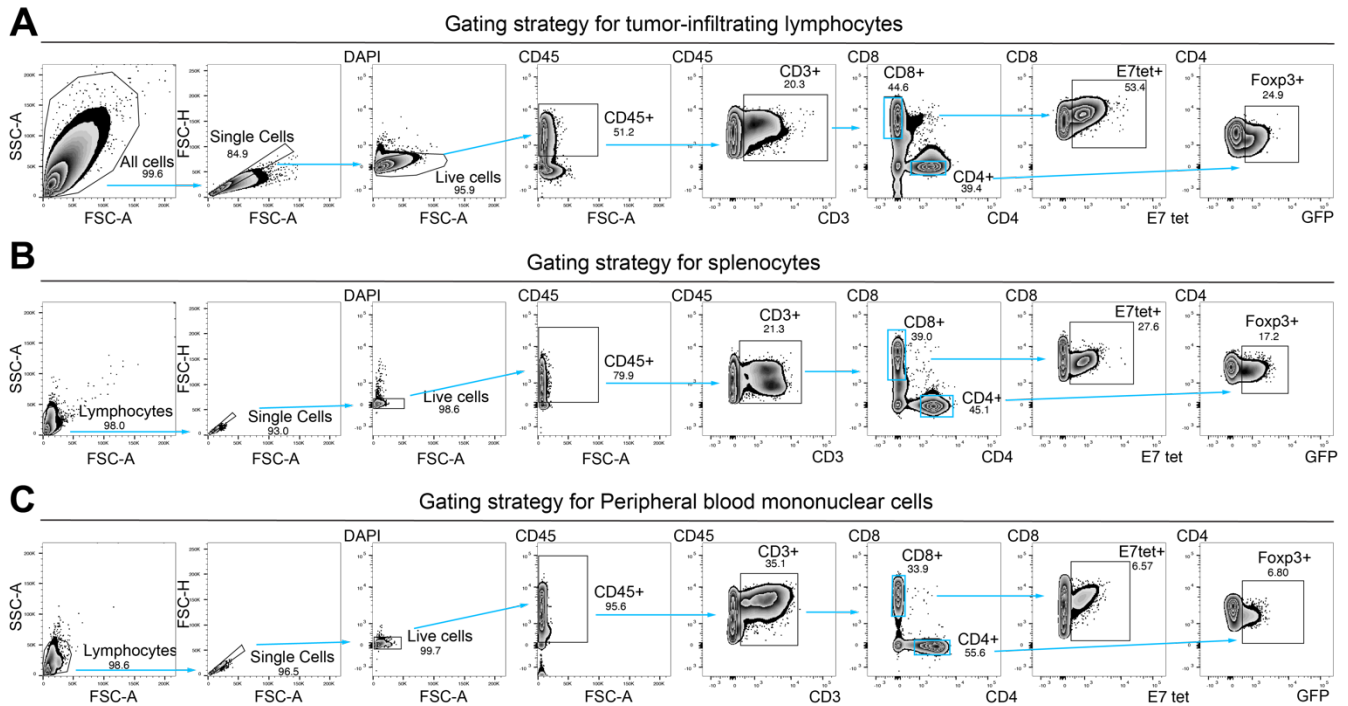 A
Gating strategy for tumor-infiltrating lymphocytes
SSC-A
All cells
99.6
FSC-A
FSC-H
Single Cells
84.9
FSC-A
DAPI
Live cells
95.9
FSC-A
CD45
CD45+
51.2
FSC-A
CD45
CD3+
20.3
CD3
CD8
CD8+
44.6
CD4+
39.4
CD4
CD8
E7tet+
53.4
E7 tet
CD4
Foxp3+
24.9
GFP
B
Gating strategy for splenocytes
SSC-A
Lymphocytes
98.0
FSC-A
FSC-H
Single Cells
93.0
FSC-A
DAPI
Live cells
98.6
FSC-A
CD45
CD45+
79.9
FSC-A
CD45
CD3+
21.3
CD3
CD8
CD8+
39.0
CD4+
45.1
CD4
CD8
E7tet+
27.6
E7 tet
CD4
Foxp3+
17.2
GFP
C
Gating strategy for Peripheral blood mononuclear cells
SSC-A
Lymphocytes
98.6
FSC-A
FSC-H
Single Cells
96.5
FSC-A
DAPI
Live cells
99.7
FSC-A
CD45
CD45+
95.6
FSC-A
CD45
CD3+
35.1
CD3
CD8
CD8+
33.9
CD4+
55.6
CD4
CD8
E7tet+
6.57
E7 tet
CD4
Foxp3+
6.80
GFP